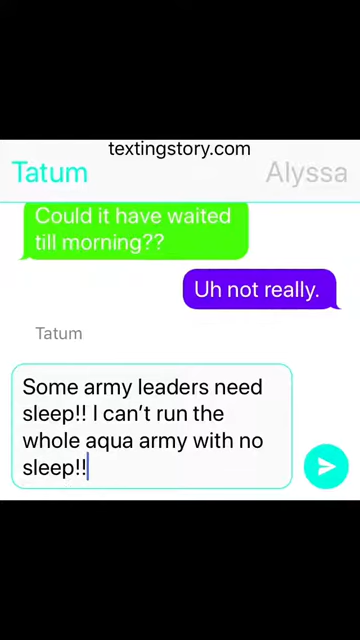 textingstory.com
Tatum
Alyssa
Could it have waited
till morning??
Uh not really.
Tatum
Some army leaders need
sleep!! I can’t run the
whole aqua army with no
sleep!!